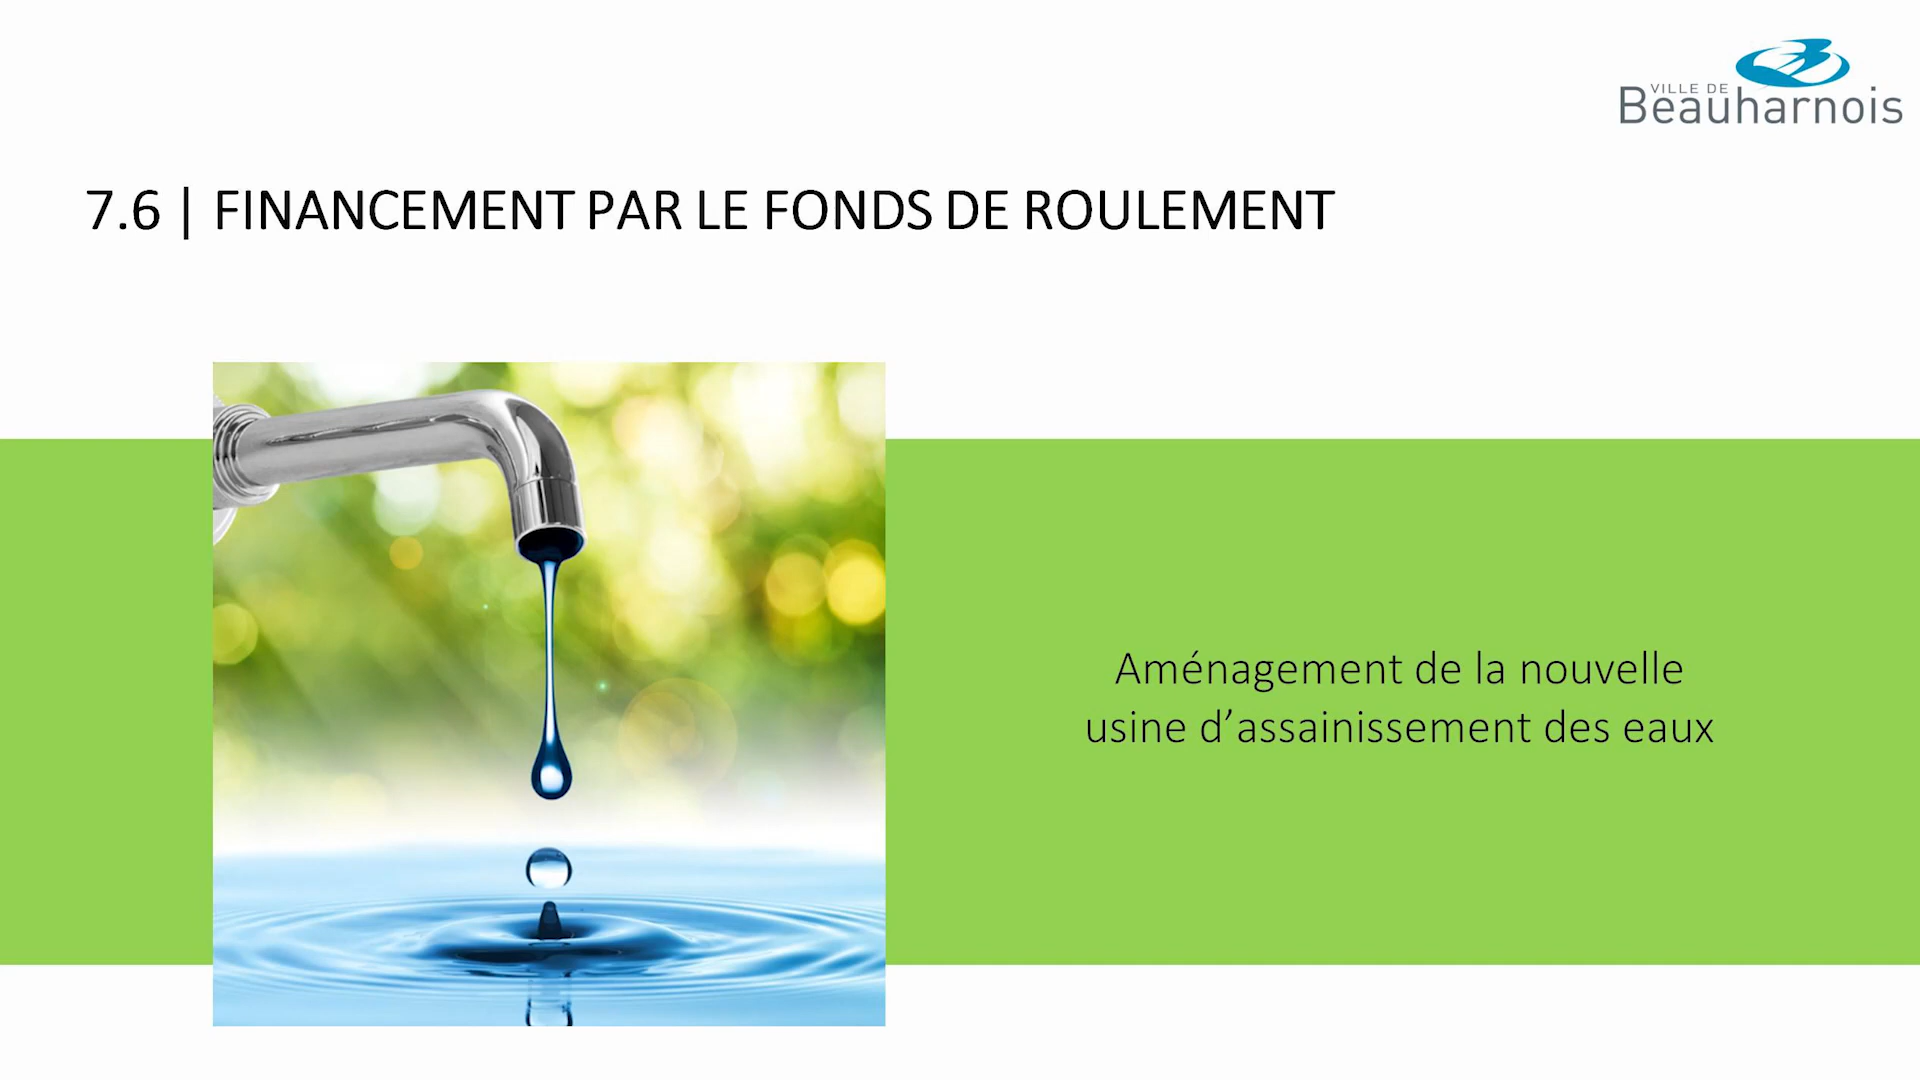 VILLE DE
Beauharnois
7.6 | FINANCEMENT PAR LE FONDS DE ROULEMENT
Aménagement de la nouvelle
usine d’assainissement des eaux